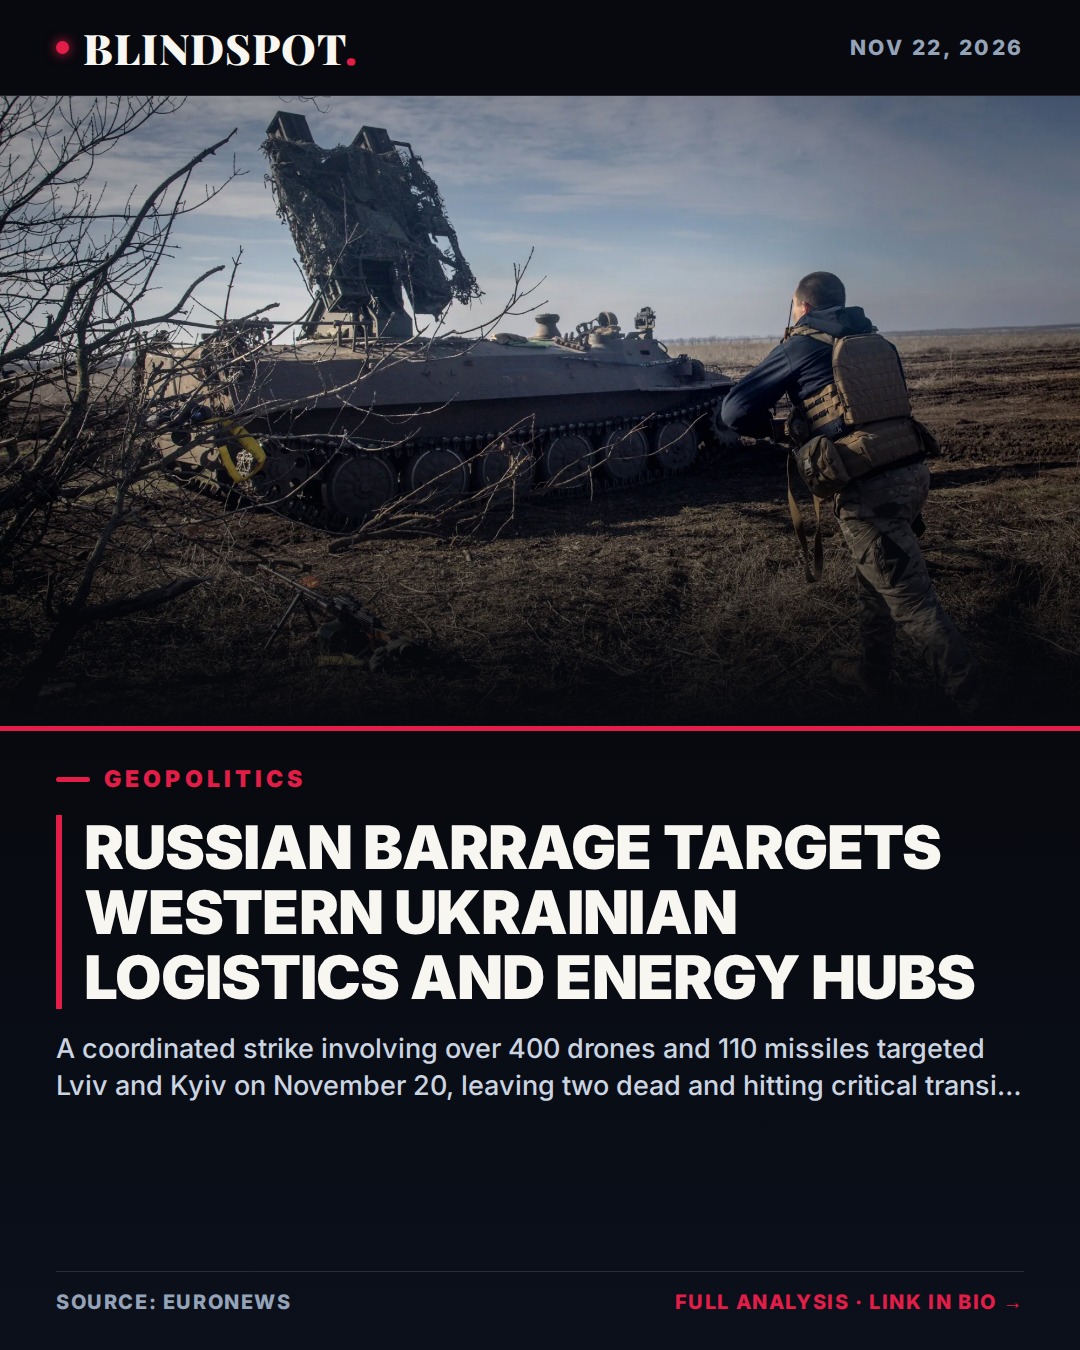 BLINDSPOT.
NOV 22, 2026
GEOPOLITICS
RUSSIAN BARRAGE TARGETS
WESTERN UKRAINIAN
LOGISTICS AND ENERGY HUBS
A coordinated strike involving over 400 drones and 110 missiles targeted
Lviv and Kyiv on November 20, leaving two dead and hitting critical transi...
SOURCE: EURONEWS
FULL ANALYSIS · LINK IN BIO →